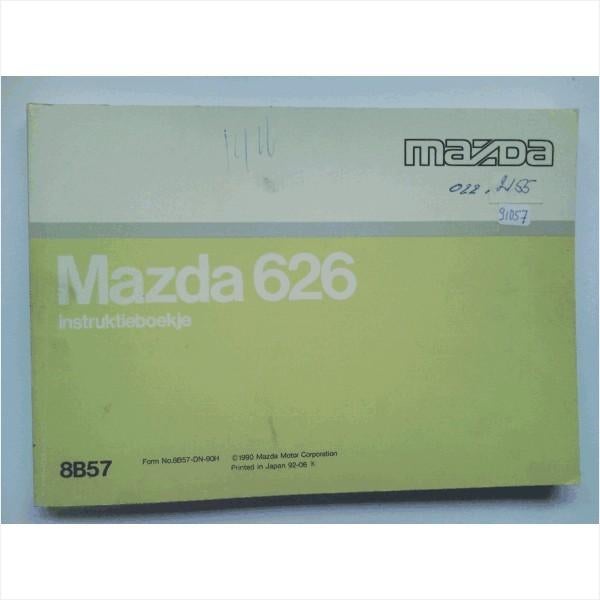 mazda
91057
Mazda 626
instruktieboekje
8B57
Form No.8B57-DN-90H
©1990 Mazda Motor Corporation
Printed in Japan 92-06 K